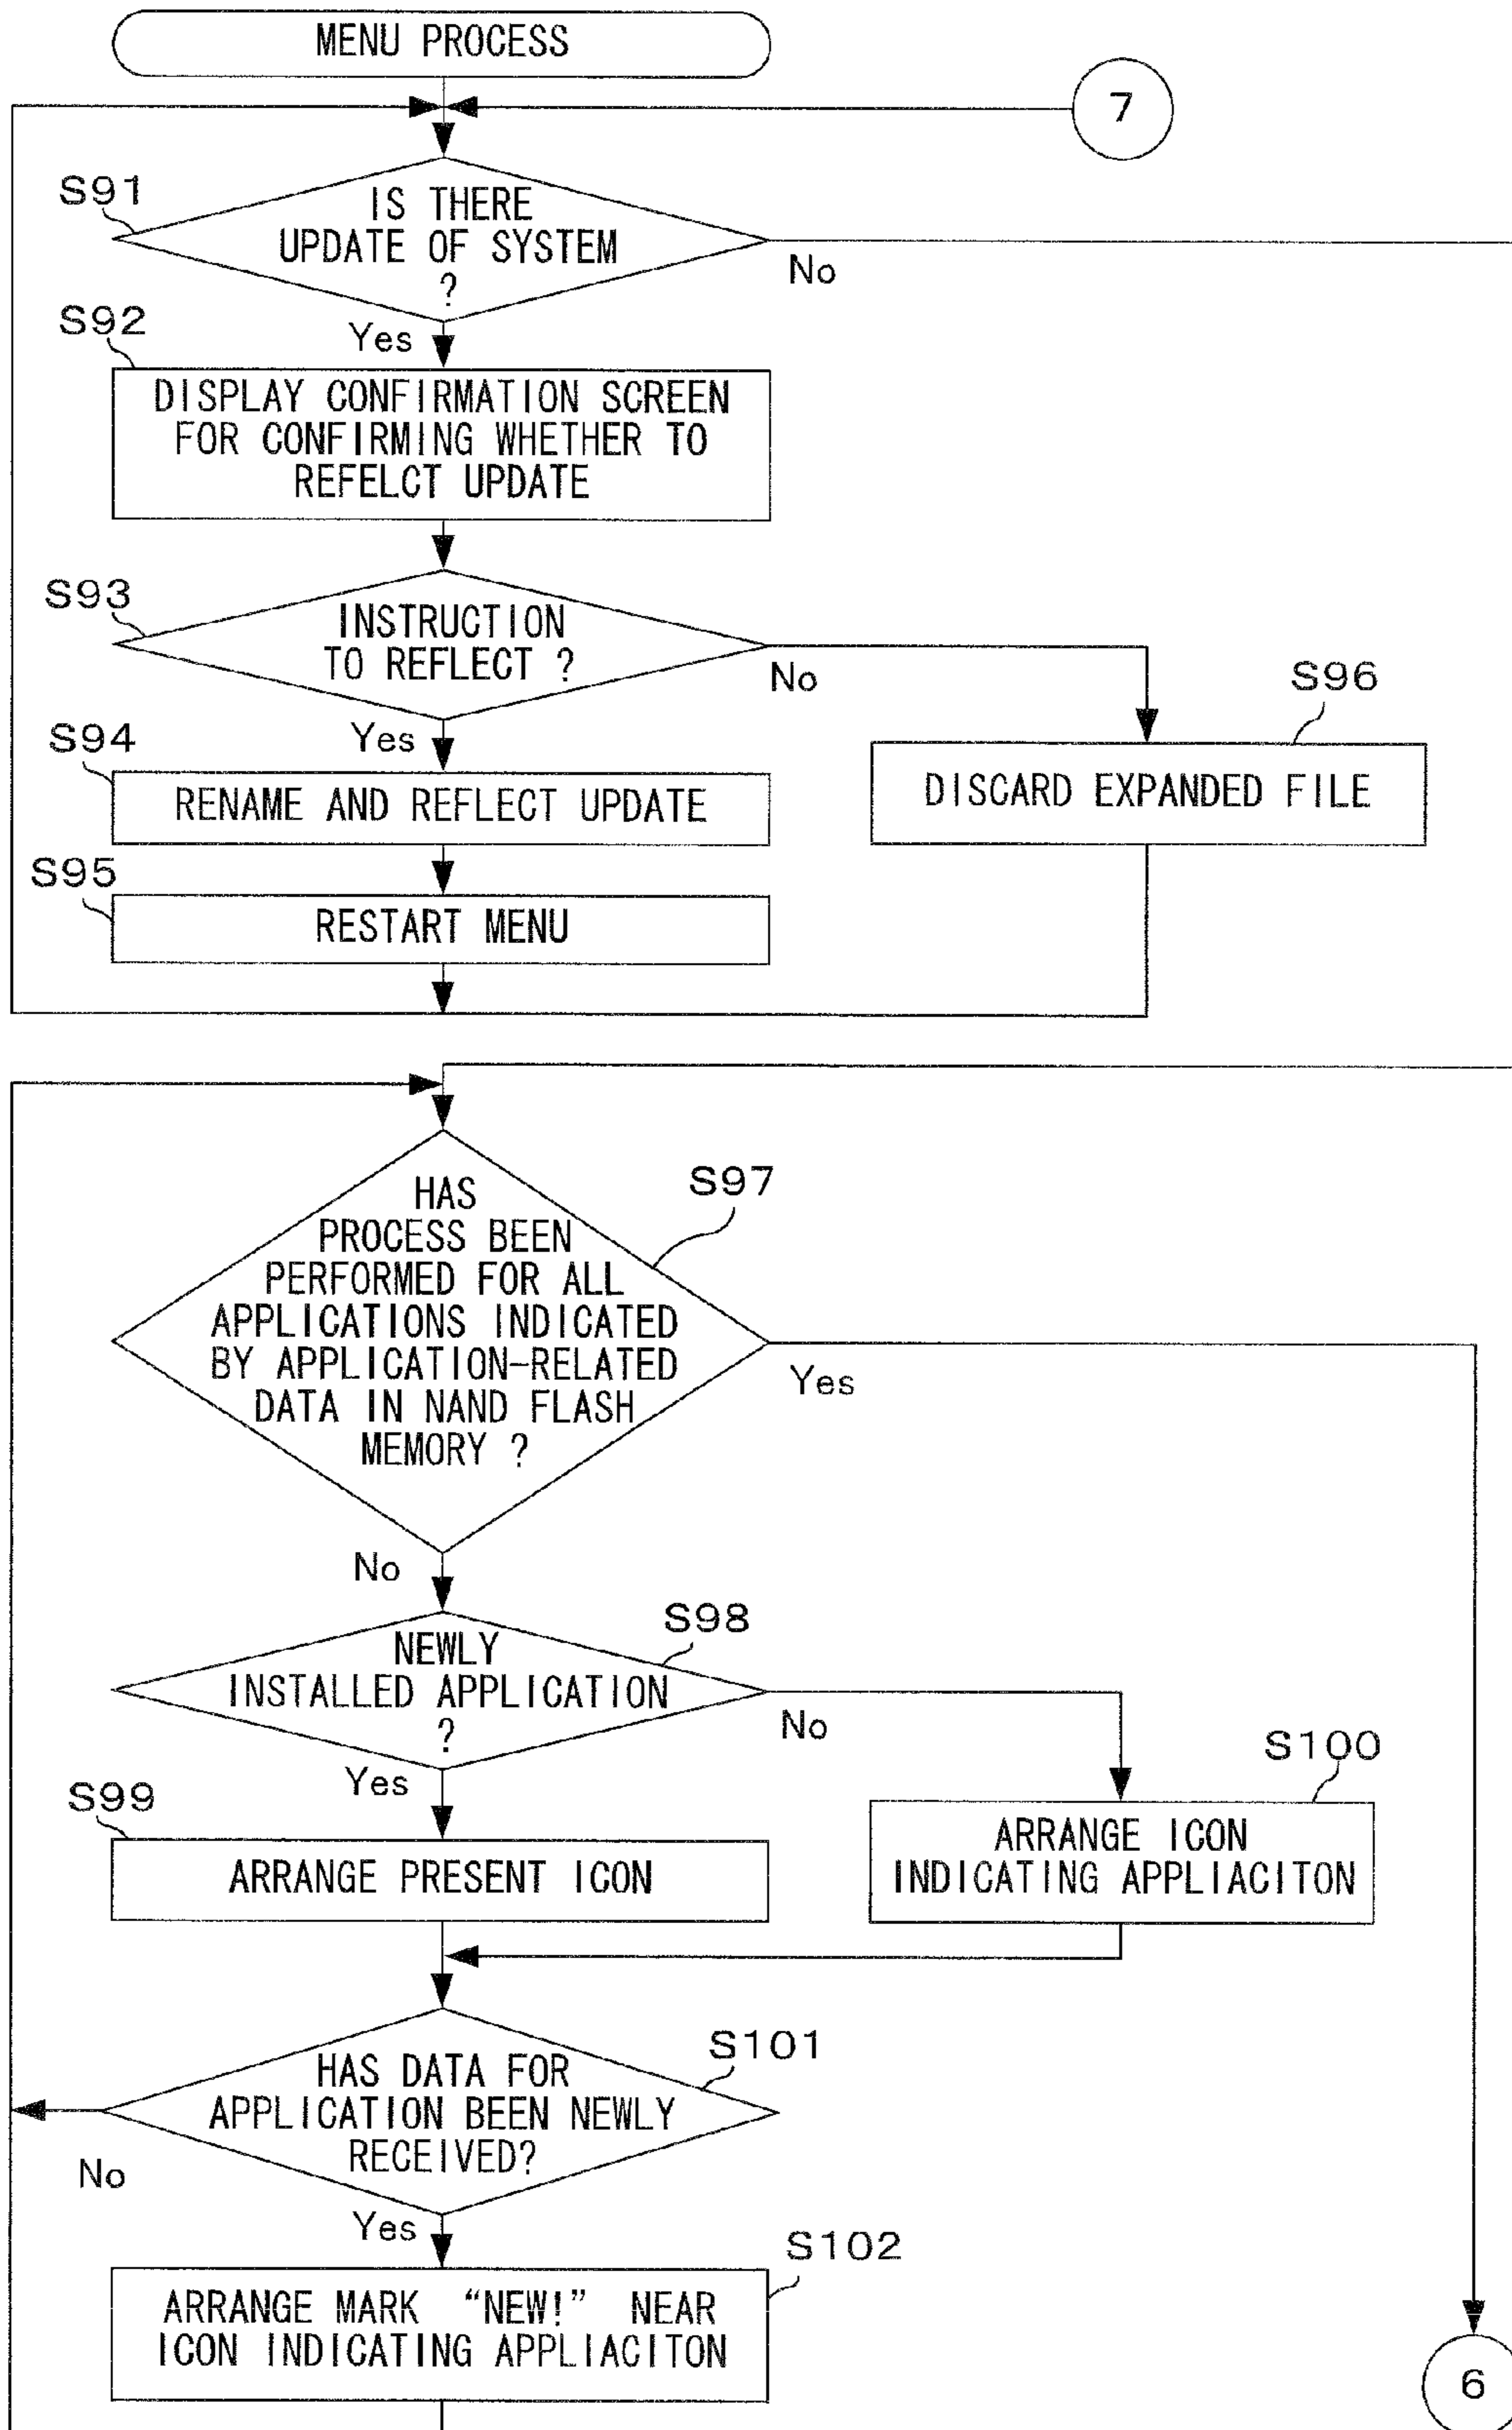 MENU PROCESS
7
S91
IS THERE
UPDATE OF SYSTEM
?
No
Yes
S92
DISPLAY CONFIRMATION SCREEN
FOR CONFIRMING WHETHER TO
REFELCT UPDATE
S93
INSTRUCTION
TO REFLECT ?
No
Yes
S96
DISCARD EXPANDED FILE
S94
RENAME AND REFLECT UPDATE
S95
RESTART MENU
S97
HAS
PROCESS BEEN
PERFORMED FOR ALL
APPLICATIONS INDICATED
BY APPLICATION-RELATED
DATA IN NAND FLASH
MEMORY ?
Yes
No
S98
NEWLY
INSTALLED APPLICATION
?
No
Yes
S100
ARRANGE ICON
INDICATING APPLIACITON
S99
ARRANGE PRESENT ICON
S101
HAS DATA FOR
APPLICATION BEEN NEWLY
RECEIVED?
No
Yes
S102
ARRANGE MARK “NEW!” NEAR
ICON INDICATING APPLIACITON
6